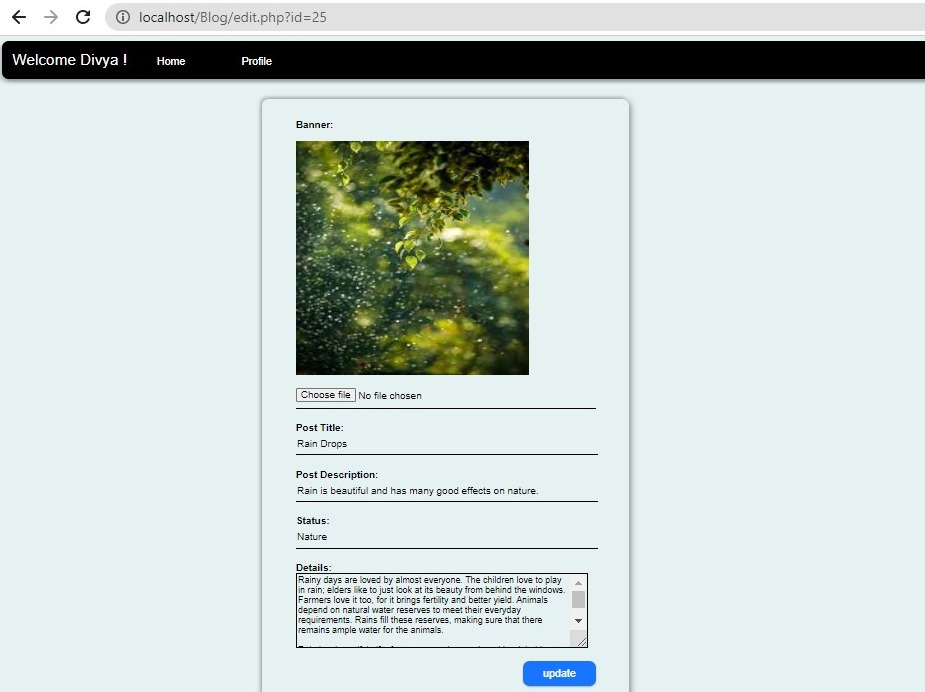 localhost/Blog/edit.php?id=25
Welcome Divya ! Home Profile
Banner:
Choose file No file chosen
Post Title:
Rain Drops
Post Description:
Rain is beautiful and has many good effects on nature.
Status:
Nature
Details:
Rainy days are loved by almost everyone. The children love to play
in rain; elders like to just look at its beauty from behind the windows.
Farmers love it too, for it brings fertility and better yield. Animals
depend on natural water reserves to meet their everyday
requirements. Rains fill these reserves, making sure that there
remains ample water for the animals.
update